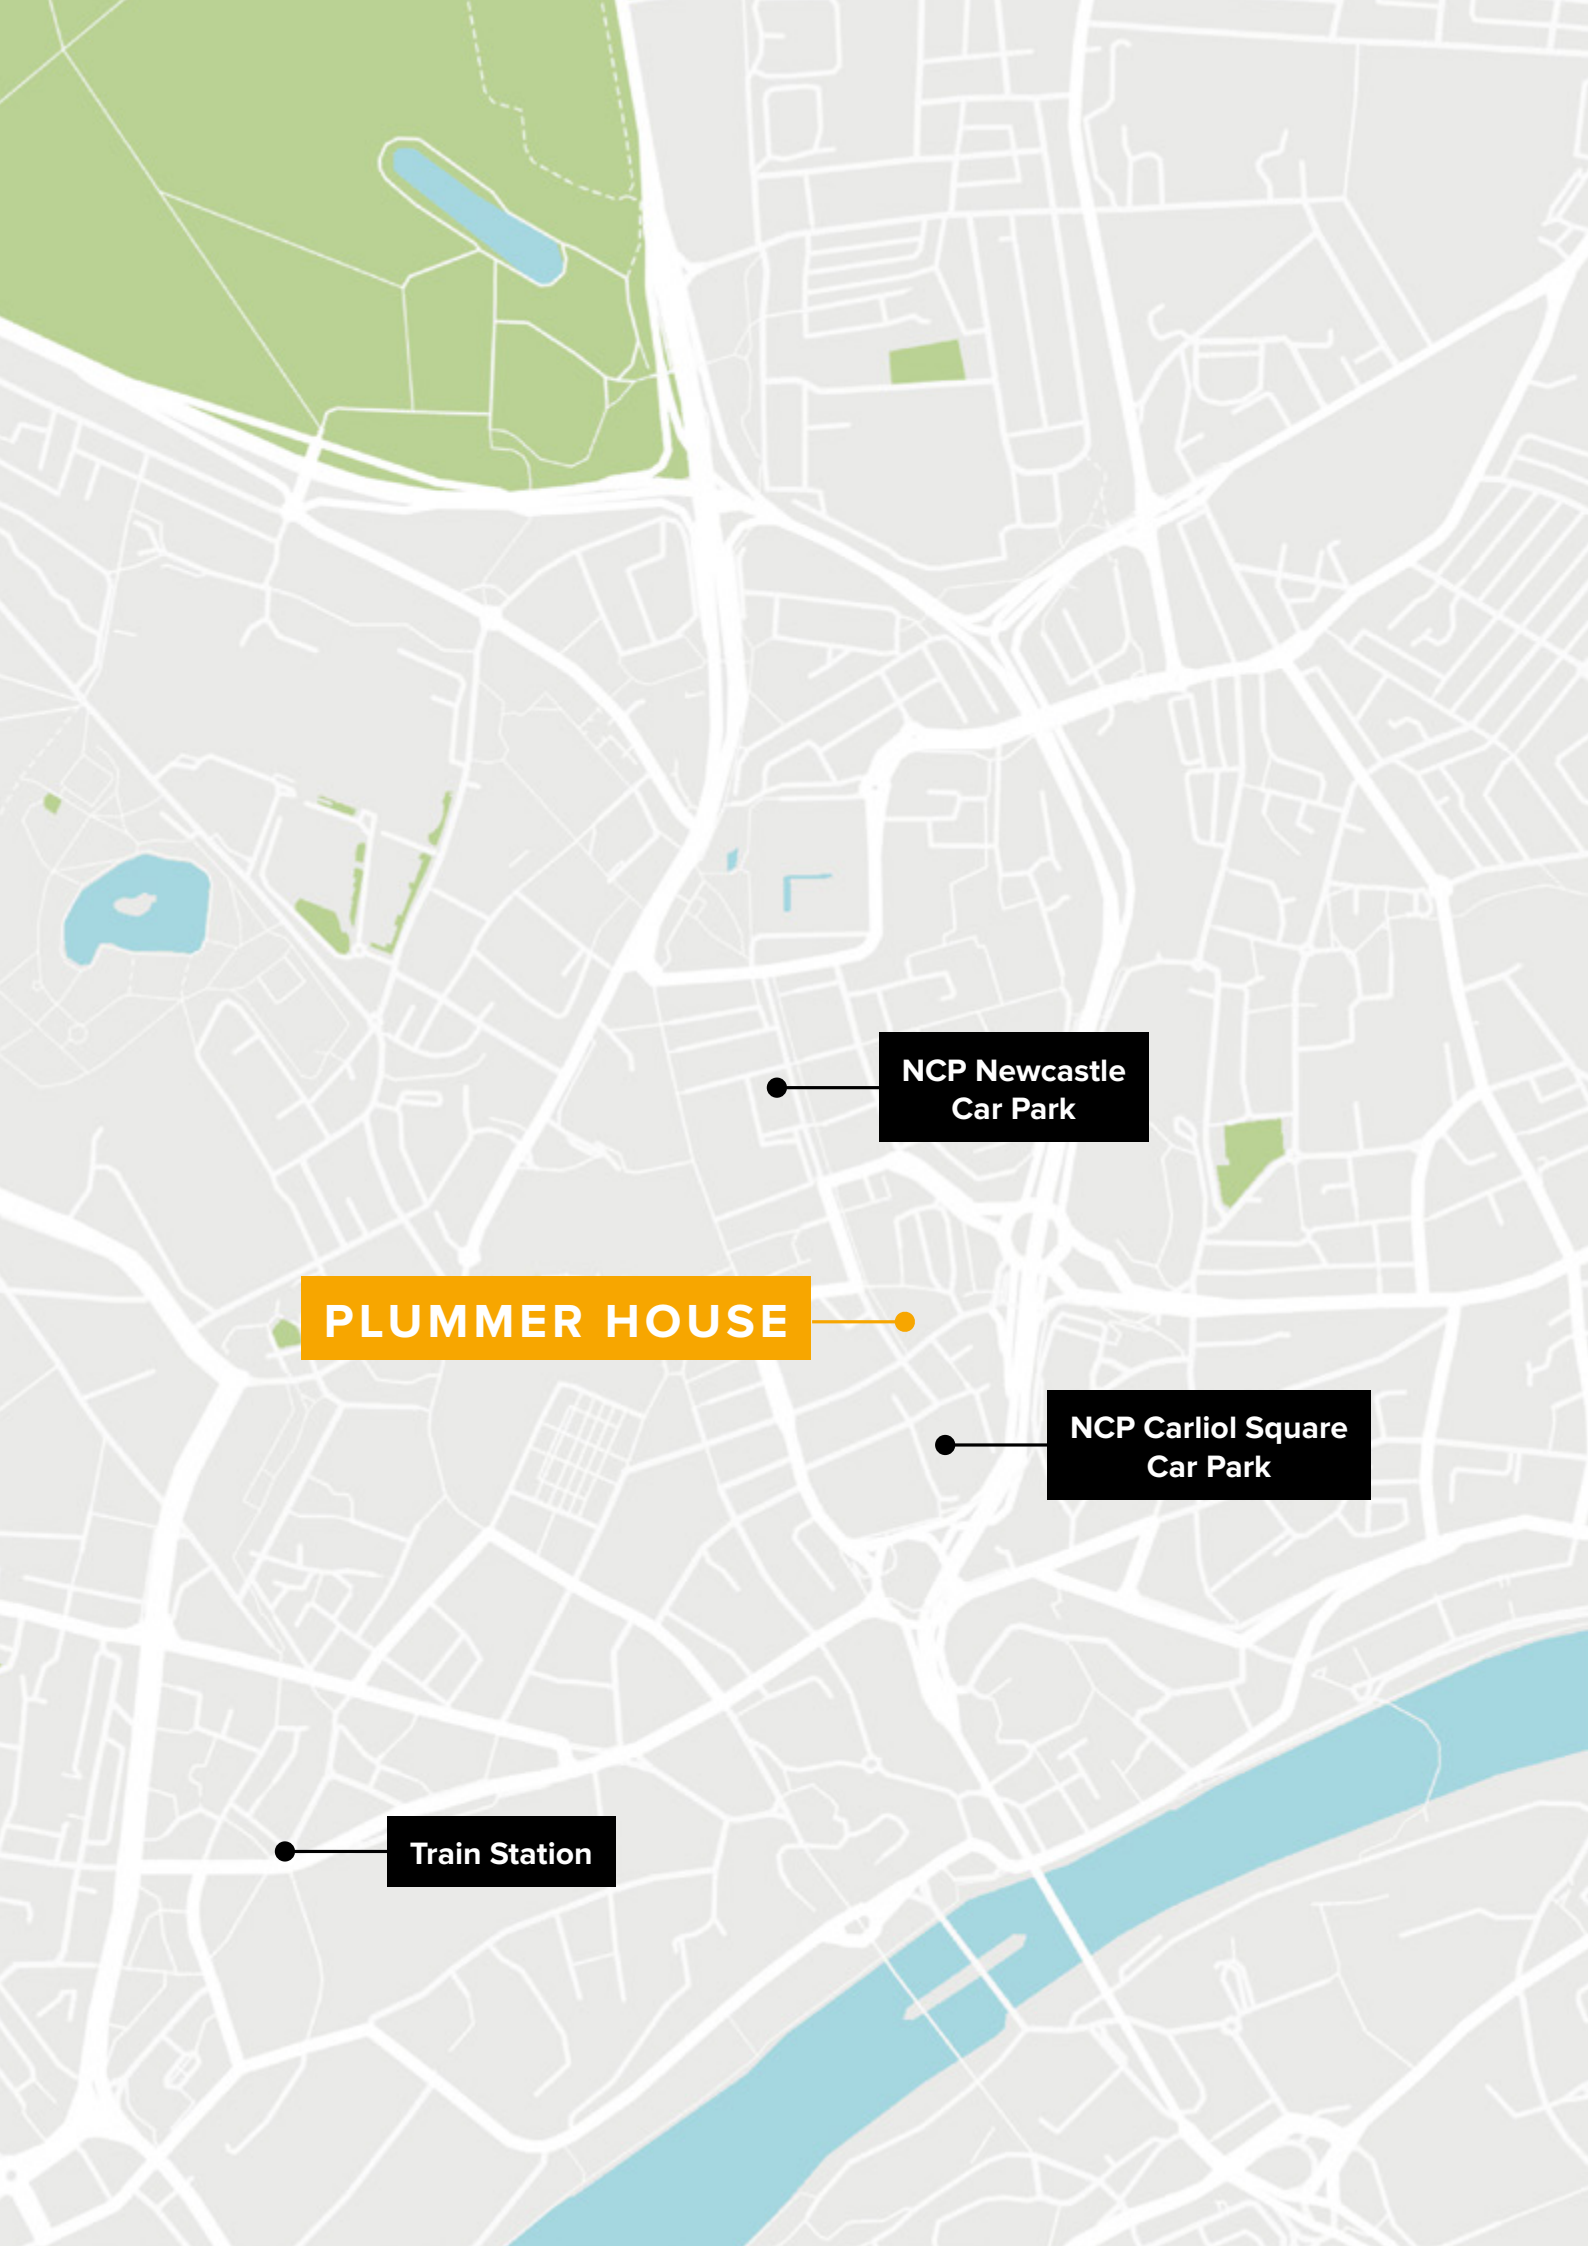 NCP Newcastle
Car Park
PLUMMER HOUSE
NCP Carliol Square
Car Park
Train Station